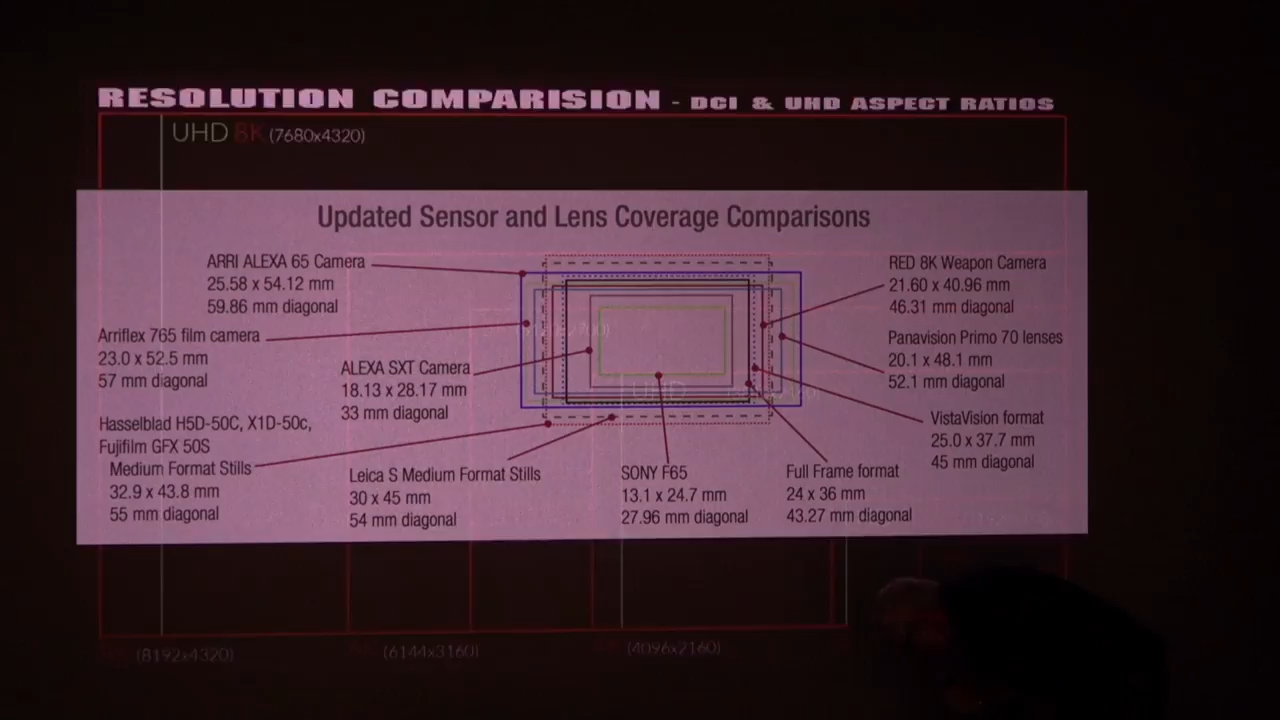 RESOLUTION COMPARISION - DCI & UHD ASPECT RATIOS
UHD 8K (7680x4320)
Updated Sensor and Lens Coverage Comparisons
ARRI ALEXA 65 Camera
25.58 x 54.12 mm
59.86 mm diagonal
Arriflex 765 film camera
23.0 x 52.5 mm
57 mm diagonal
ALEXA SXT Camera
18.13 x 28.17 mm
33 mm diagonal
Hasselblad H5D-50C, X1D-50c,
Fujifilm GFX 50S
Medium Format Stills
32.9 x 43.8 mm
55 mm diagonal
Leica S Medium Format Stills
30 x 45 mm
54 mm diagonal
SONY F65
13.1 x 24.7 mm
27.96 mm diagonal
Full Frame format
24 x 36 mm
43.27 mm diagonal
RED 8K Weapon Camera
21.60 x 40.96 mm
46.31 mm diagonal
Panavision Primo 70 lenses
20.1 x 48.1 mm
52.1 mm diagonal
VistaVision format
25.0 x 37.7 mm
45 mm diagonal
UHD
(8192x4320)
(6144x3160)
(4096x2160)